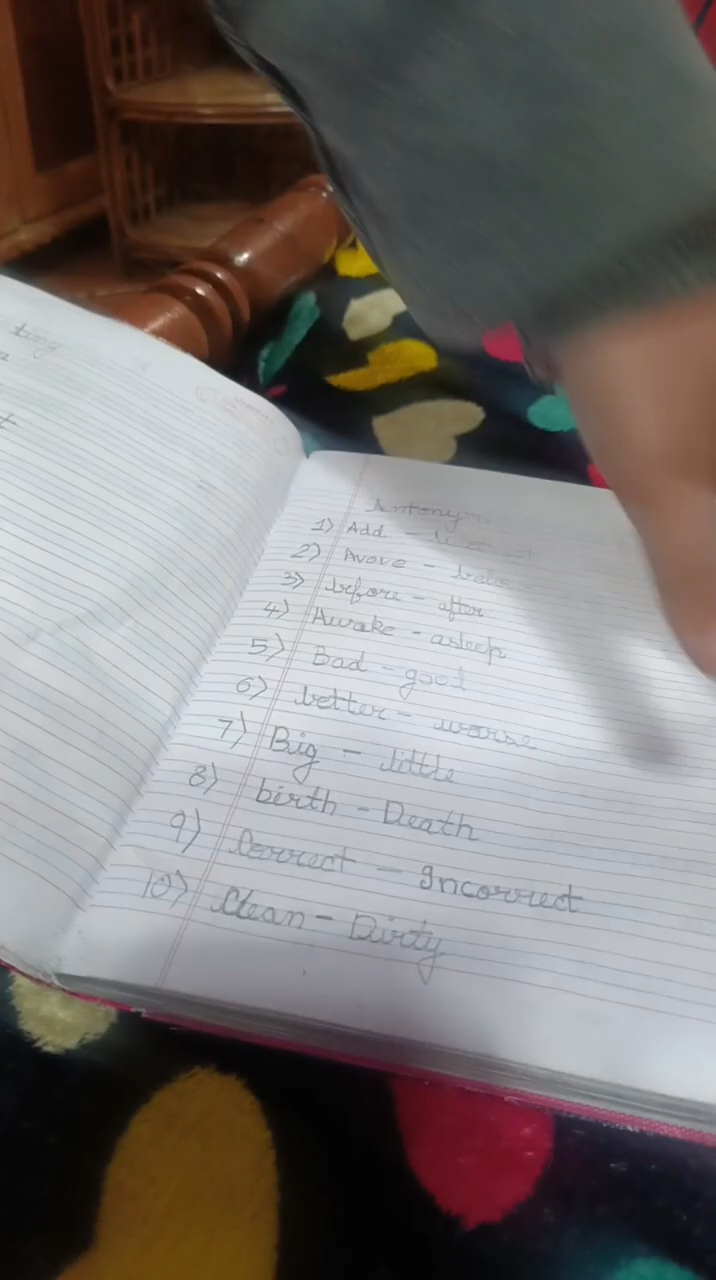 Antonyms
1) Add -
2) Avove - below
3) before - after
4) Awake - asleep
5) Bad - good
6) better - worse
7) Big - little
8) birth - Death
9) Correct - Incorrect
10) Clean - Dirty